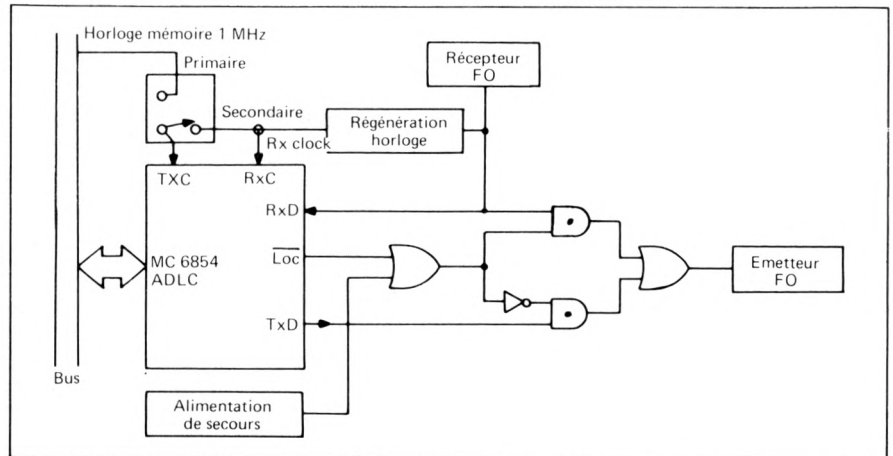 Horloge mémoire 1 MHz
Primaire
Récepteur
FO
Secondaire
Régénération
horloge
Rx clock
TXC
RxC
RxD
MC 6854
ADLC
Loc
TxD
Emetteur
FO
Bus
Alimentation
de secours